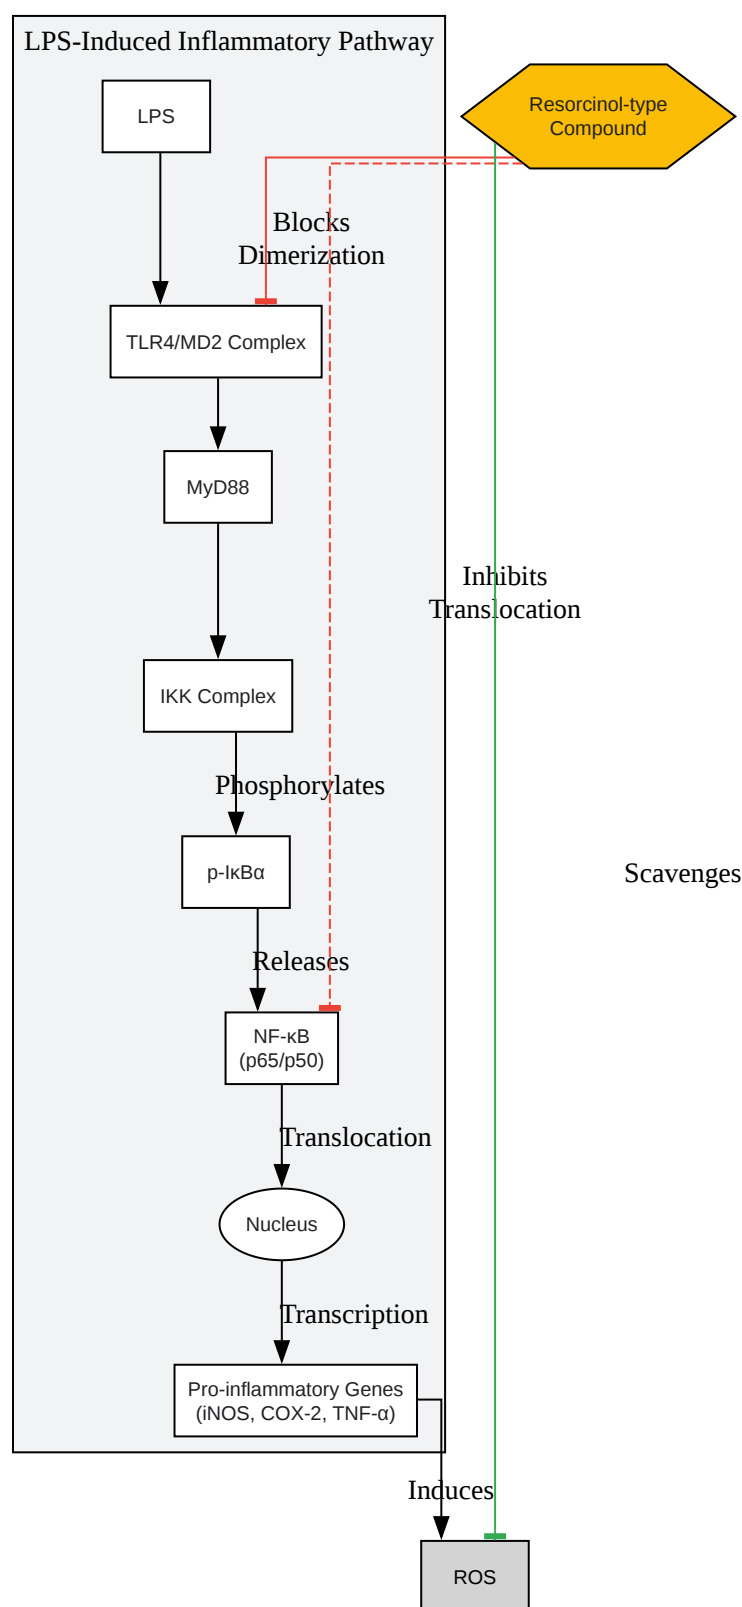 LPS-Induced Inflammatory Pathway
LPS
Resorcinol-type
Compound
Blocks
Dimerization
TLR4/MD2 Complex
MyD88
Inhibits
Translocation
IKK Complex
Phosphorylates
p-IκBα
Scavenges
Releases
NF-κB
(p65/p50)
Translocation
Nucleus
Transcription
Pro-inflammatory Genes
(iNOS, COX-2, TNF-α)
Induces
ROS